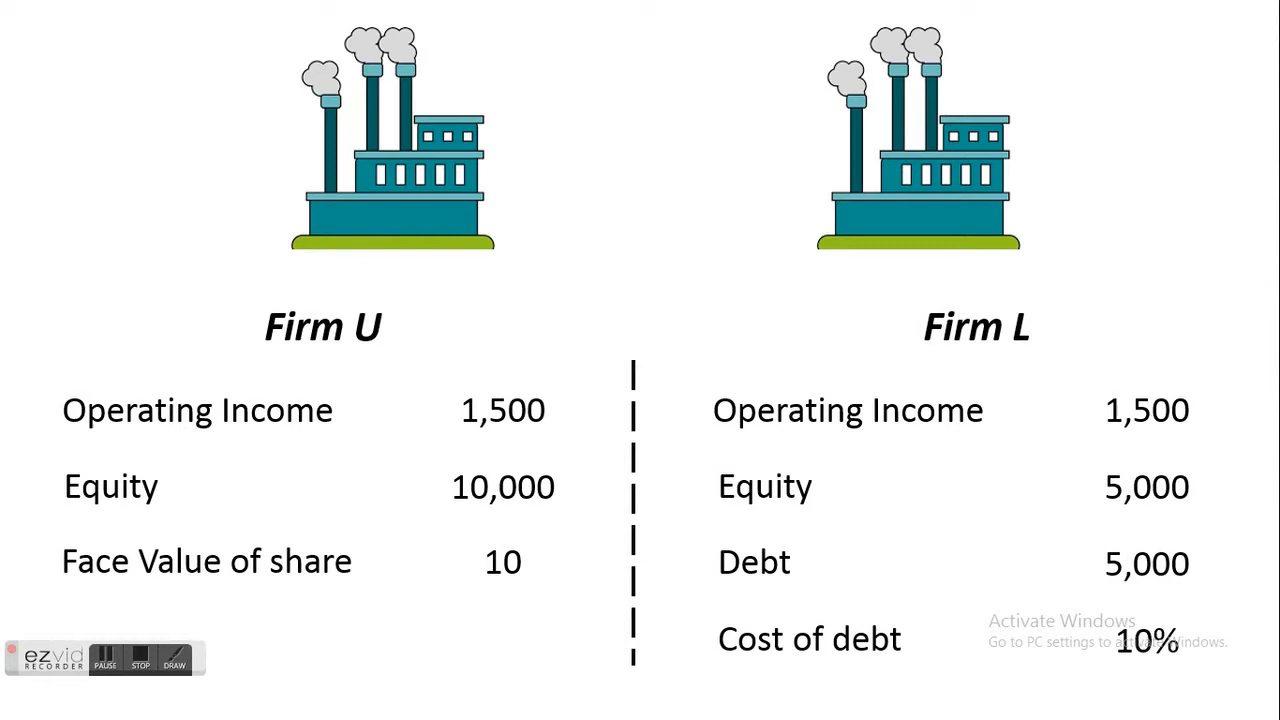 Firm U
Firm L
Operating Income 1,500
Equity 10,000
Face Value of share 10
Operating Income 1,500
Equity 5,000
Debt 5,000
Cost of debt 10%
Activate Windows
Go to PC settings to activate Windows.
ezvid
RECORDER
PAUSE STOP DRAW